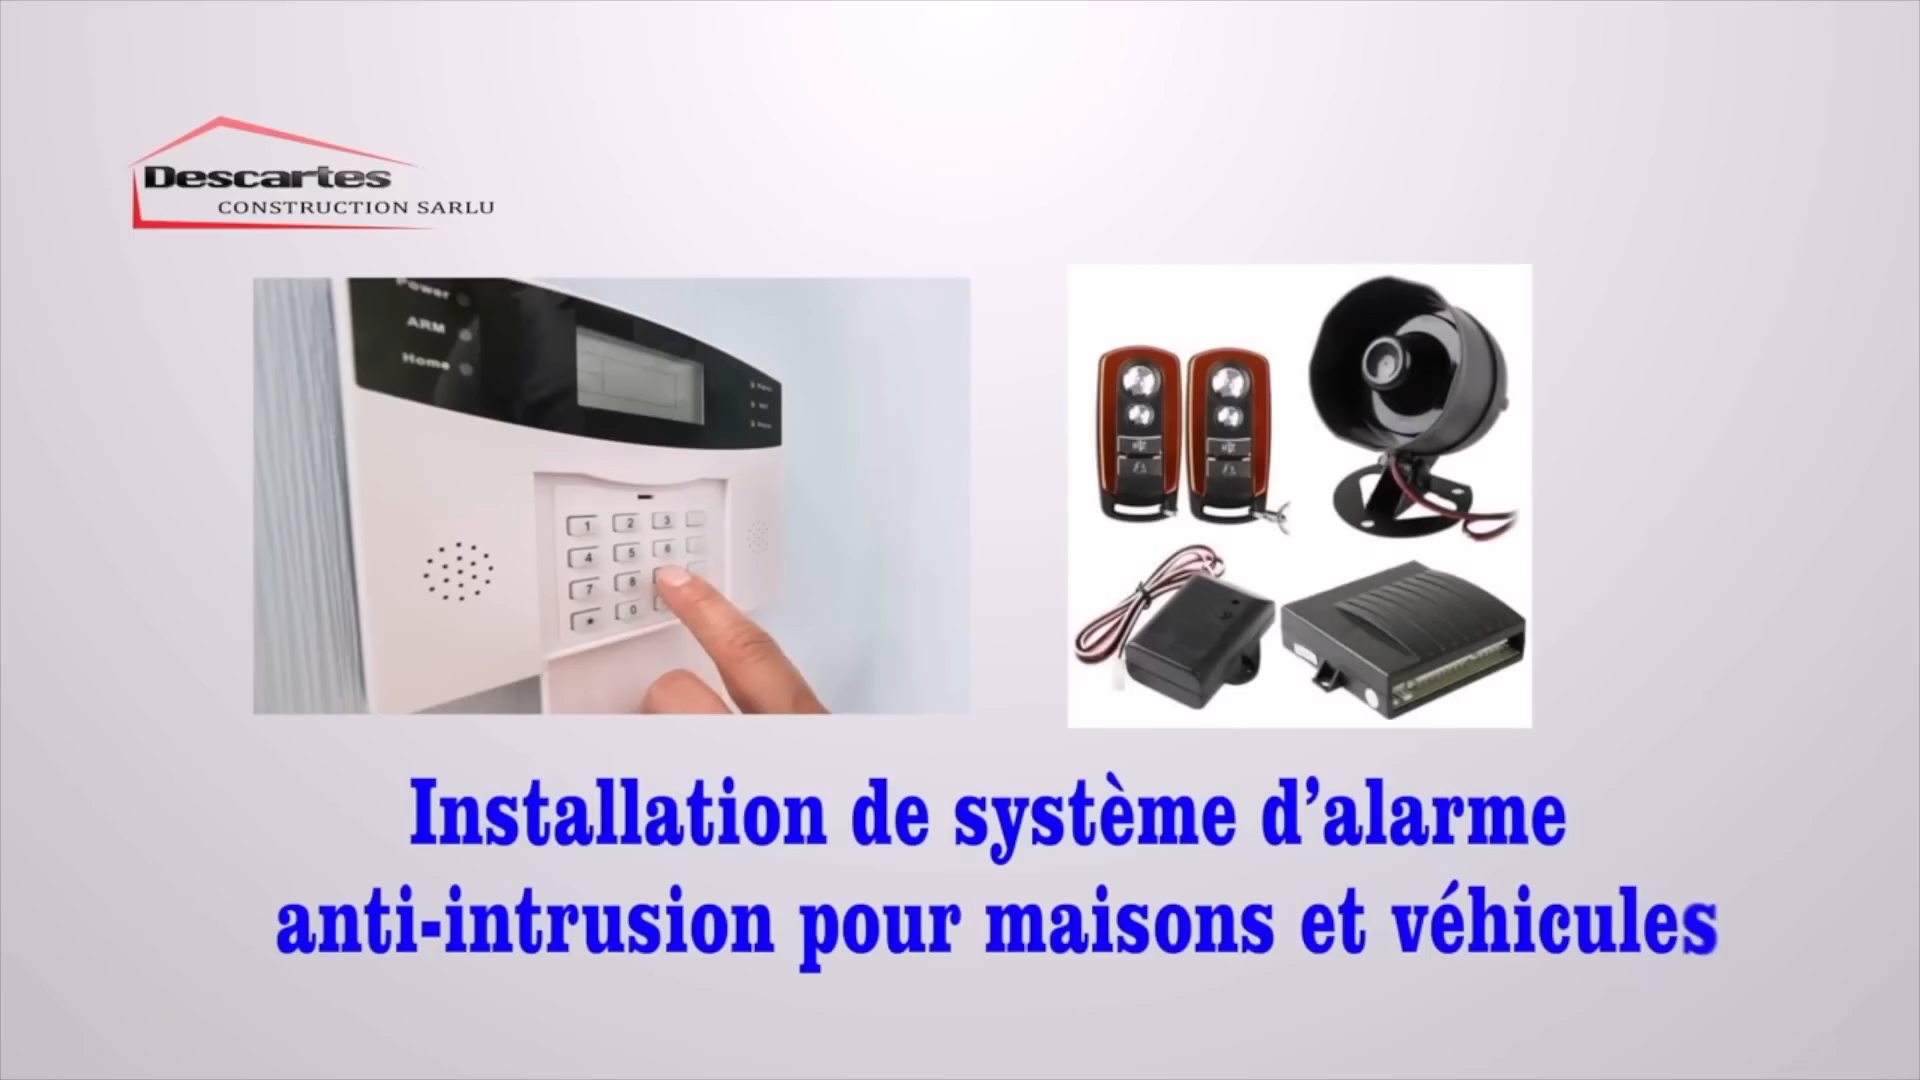 Descartes
CONSTRUCTION SARLU
Power
ARM
Home
1 2 3
4 5 6
7 8
* 0
Installation de système d’alarme
anti-intrusion pour maisons et véhicules